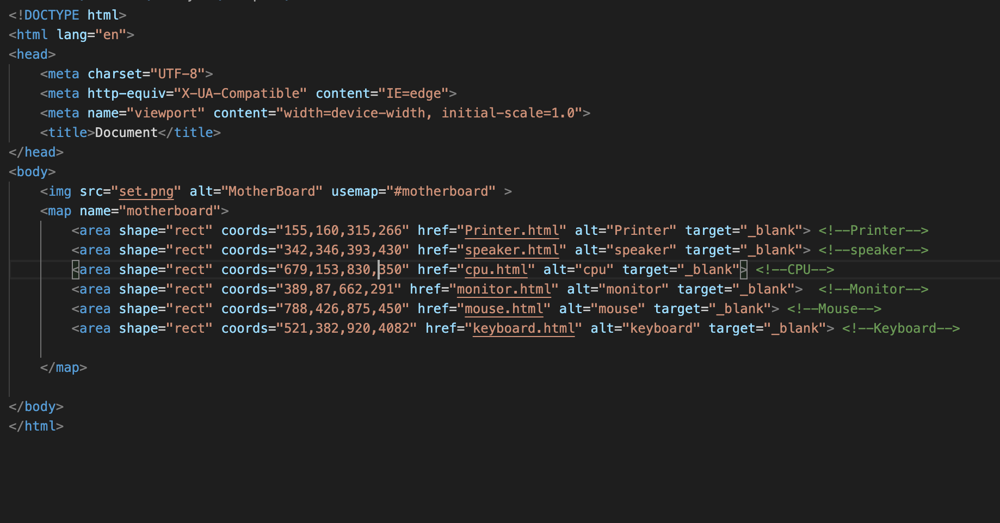 <!DOCTYPE html>
<html lang="en">
<head>
    <meta charset="UTF-8">
    <meta http-equiv="X-UA-Compatible" content="IE=edge">
    <meta name="viewport" content="width=device-width, initial-scale=1.0">
    <title>Document</title>
</head>
<body>
    <img src="set.png" alt="MotherBoard" usemap="#motherboard" >
    <map name="motherboard">
        <area shape="rect" coords="155,160,315,266" href="Printer.html" alt="Printer" target="_blank"> <!--Printer-->
        <area shape="rect" coords="342,346,393,430" href="speaker.html" alt="speaker" target="_blank"> <!--speaker-->
        <area shape="rect" coords="679,153,830,350" href="cpu.html" alt="cpu" target="_blank"> <!--CPU-->
        <area shape="rect" coords="389,87,662,291" href="monitor.html" alt="monitor" target="_blank">  <!--Monitor-->
        <area shape="rect" coords="788,426,875,450" href="mouse.html" alt="mouse" target="_blank"> <!--Mouse-->
        <area shape="rect" coords="521,382,920,4082" href="keyboard.html" alt="keyboard" target="_blank"> <!--Keyboard-->
    </map>
</body>
</html>